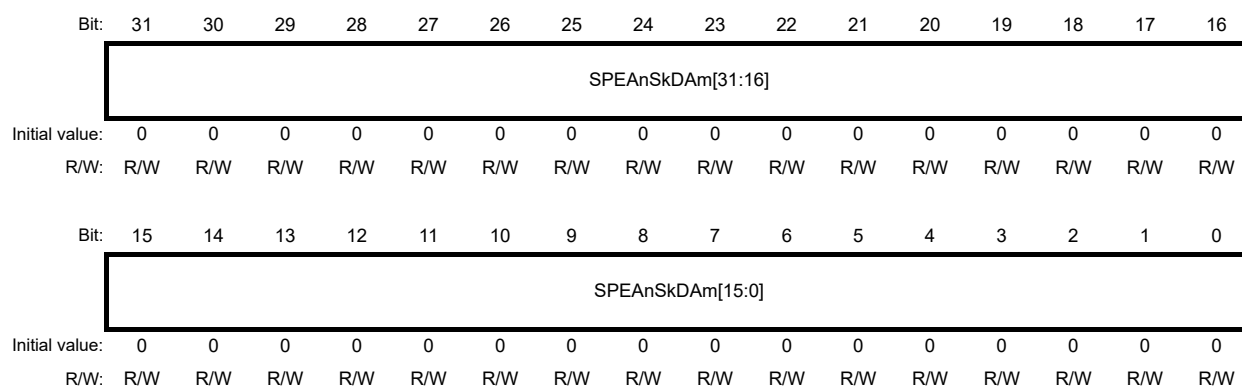 Bit: 31 30 29 28 27 26 25 24 23 22 21 20 19 18 17 16
SPEAnSkDAm[31:16]
Initial value: 0 0 0 0 0 0 0 0 0 0 0 0 0 0 0 0
R/W: R/W R/W R/W R/W R/W R/W R/W R/W R/W R/W R/W R/W R/W R/W R/W R/W
Bit: 15 14 13 12 11 10 9 8 7 6 5 4 3 2 1 0
SPEAnSkDAm[15:0]
Initial value: 0 0 0 0 0 0 0 0 0 0 0 0 0 0 0 0
R/W: R/W R/W R/W R/W R/W R/W R/W R/W R/W R/W R/W R/W R/W R/W R/W R/W